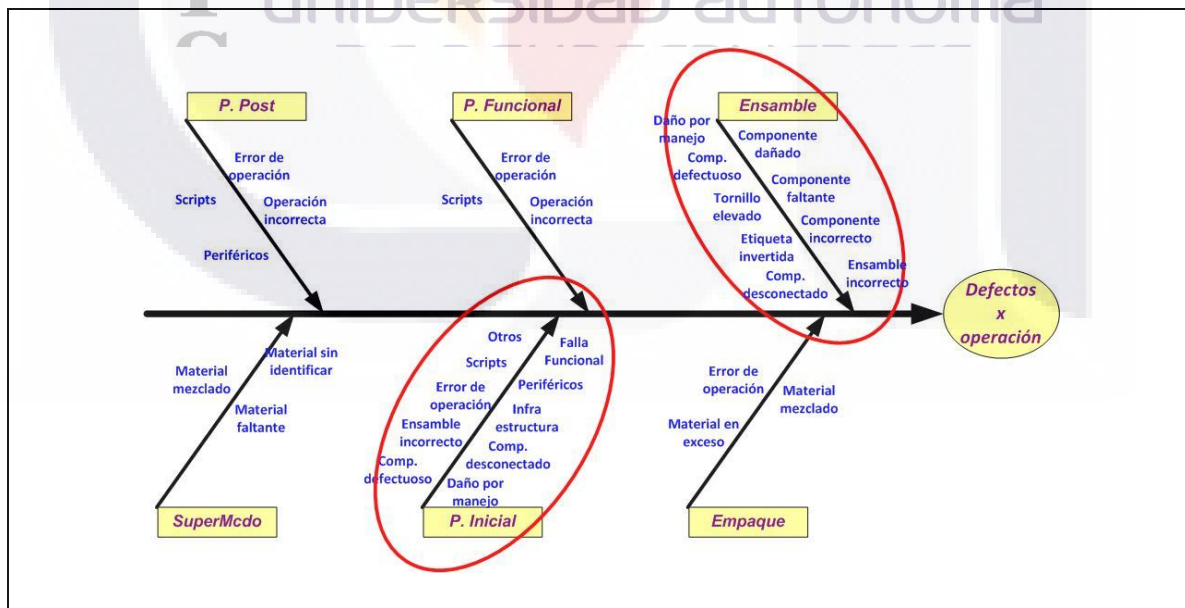 universidad autonoma
P. Post
P. Funcional
Ensamble
Error de
operación
Scripts
Operación
incorrecta
Periféricos
Error de
operación
Scripts
Operación
incorrecta
Daño por
manejo
Componente
dañado
Comp.
defectuoso
Componente
faltante
Tornillo
elevado
Componente
incorrecto
Etiqueta
invertida
Ensamble
incorrecto
Comp.
desconectado
Defectos
x
operación
Material sin
identificar
Material
mezclado
Material
faltante
Otros
Falla
Funcional
Scripts
Periféricos
Error de
operación
Infra
estructura
Ensamble
incorrecto
Comp.
desconectado
Comp.
defectuoso
Daño por
manejo
Error de
operación
Material
mezclado
Material en
exceso
SuperMcdo
P. Inicial
Empaque